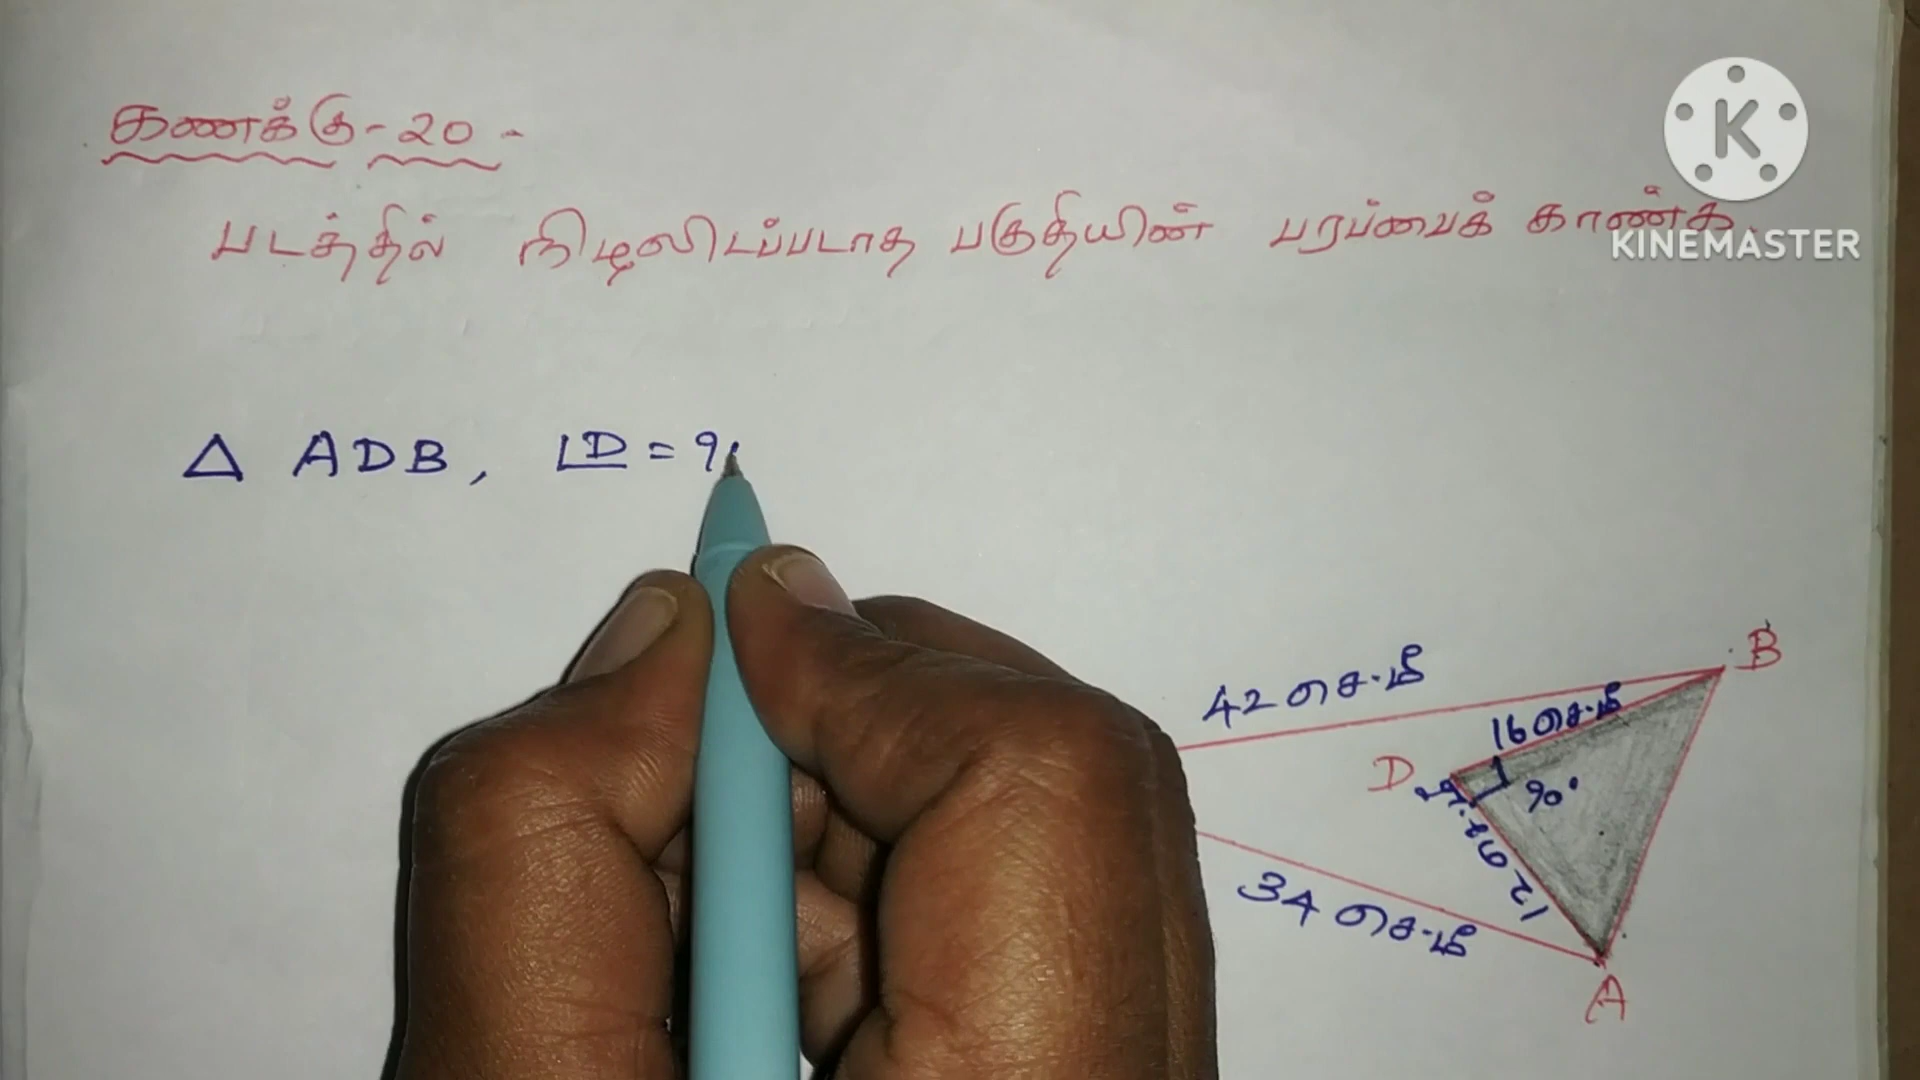 கணக்கு - 20 -
படத்தில் நிழலிடப்படாத பகுதியின் பரப்பைக் காண்க.
K
KINEMASTER
Δ ADB, ∟D = 9
B
42 செ.மீ
16 செ.மீ
D
90°
12 செ.மீ
34 செ.மீ
A